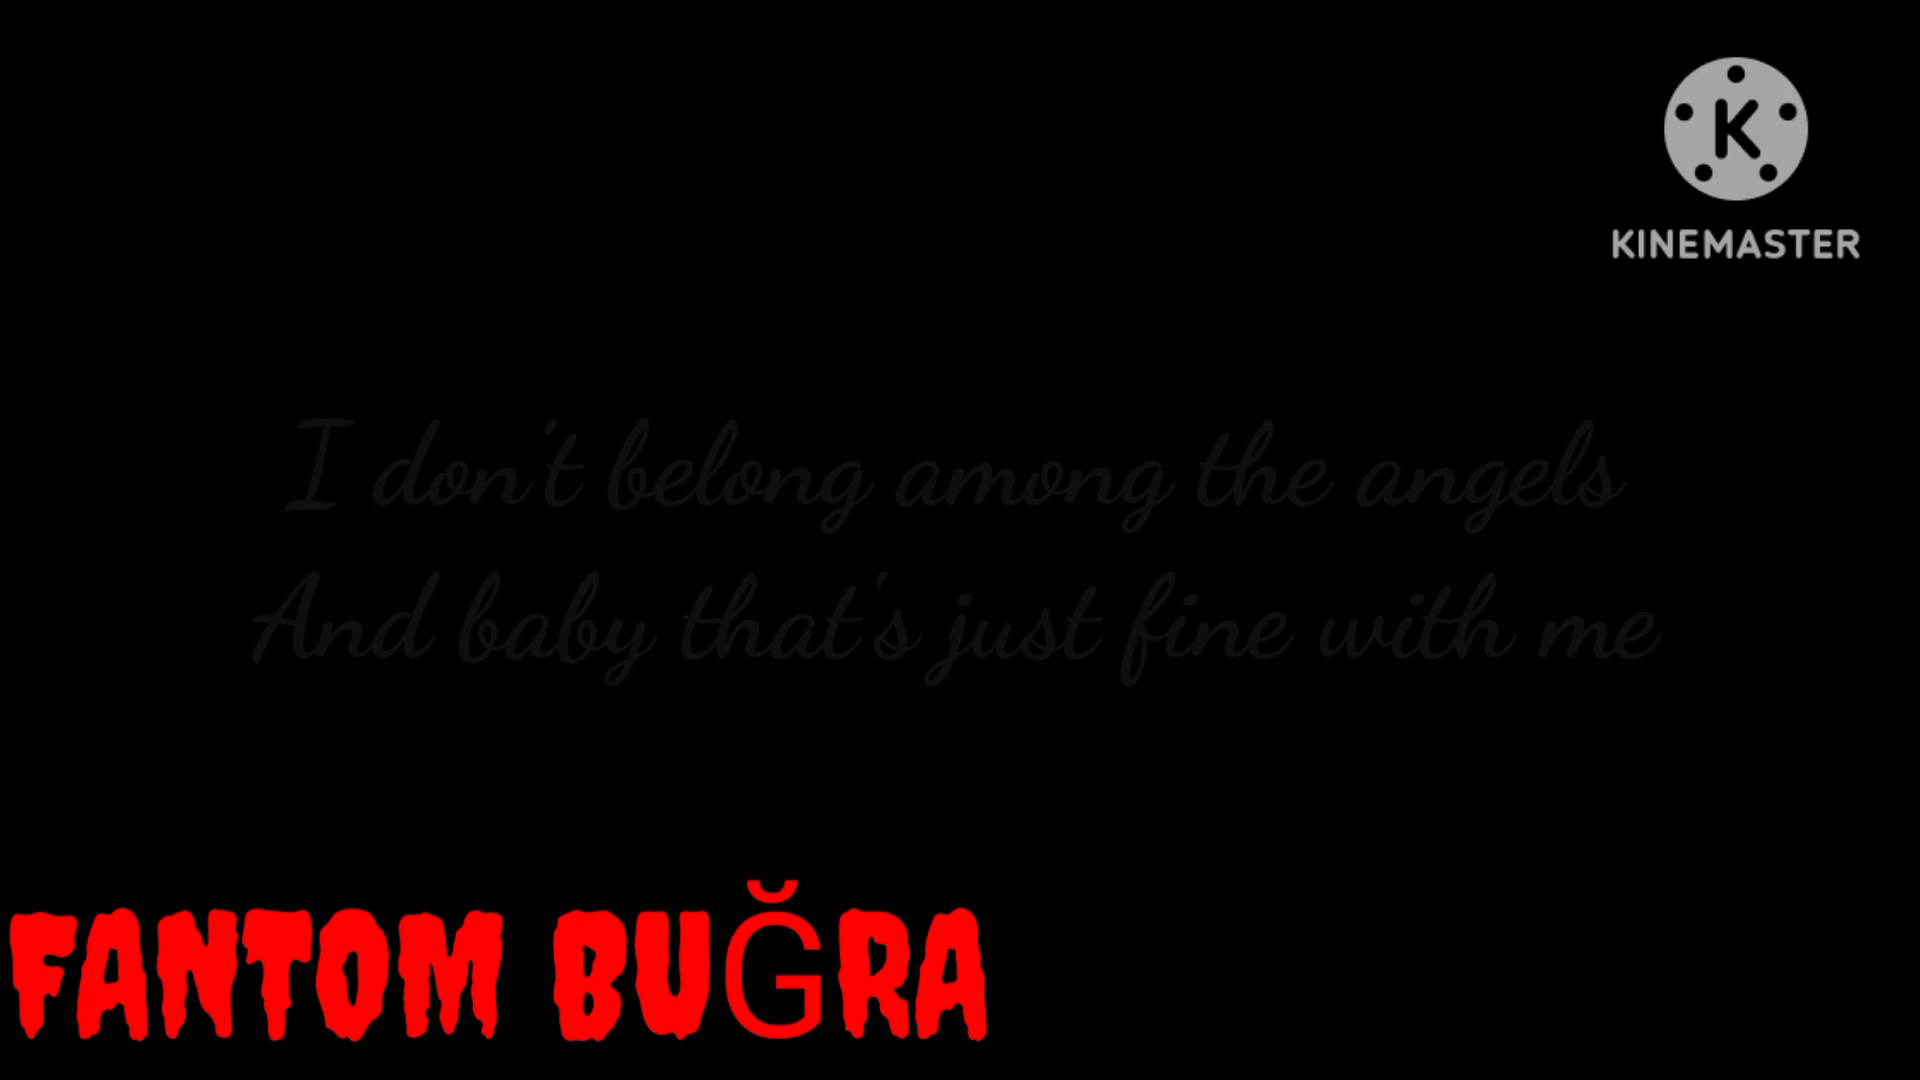 K
KINEMASTER
I don't belong among the angels
And baby that's just fine with me
FANTOM BUĞRA